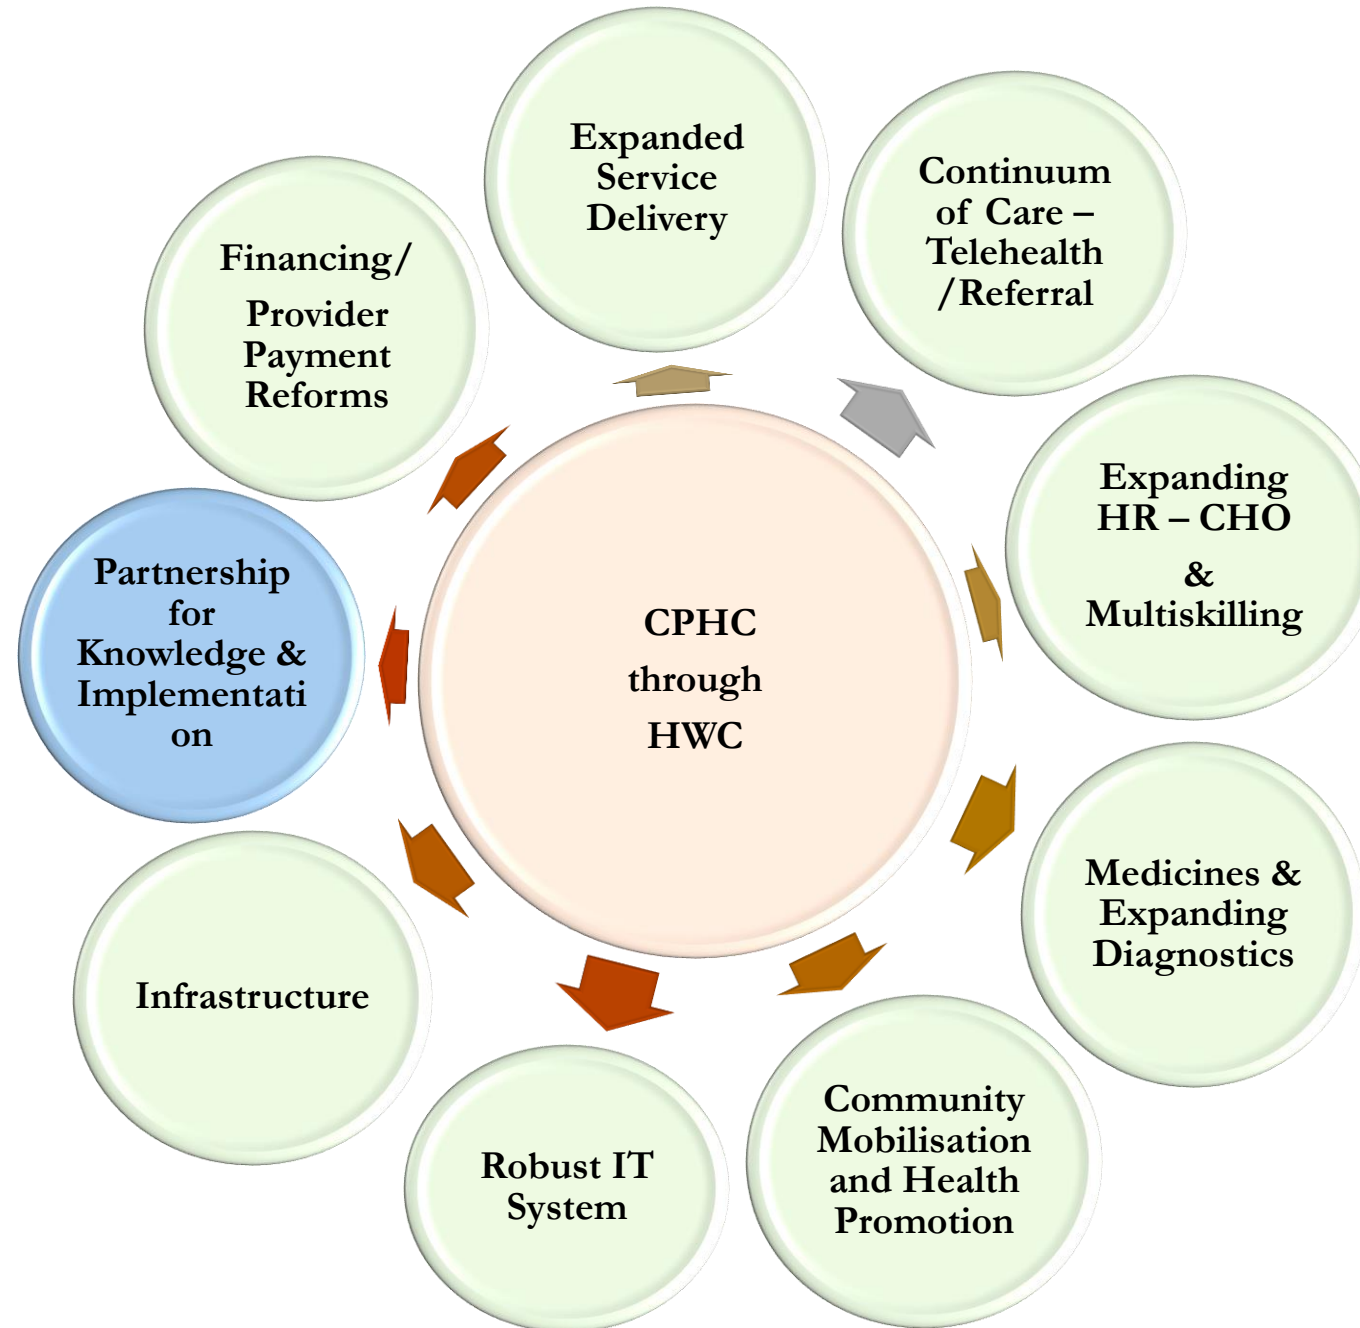 Expanded
Service
Delivery
Continuum
of Care –
Telehealth
/Referral
Expanding
HR – CHO
&
Multiskilling
Medicines &
Expanding
Diagnostics
Community
Mobilisation
and Health
Promotion
Robust IT
System
Infrastructure
Partnership
for
Knowledge &
Implementati
on
Financing/
Provider
Payment
Reforms
CPHC
through
HWC